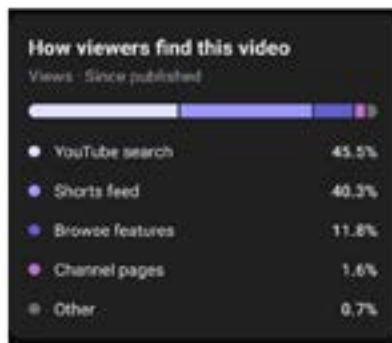 How viewers find this video
Views · Since published
YouTube search 45.5%
Shorts feed 40.3%
Browse features 11.8%
Channel pages 1.6%
Other 0.7%